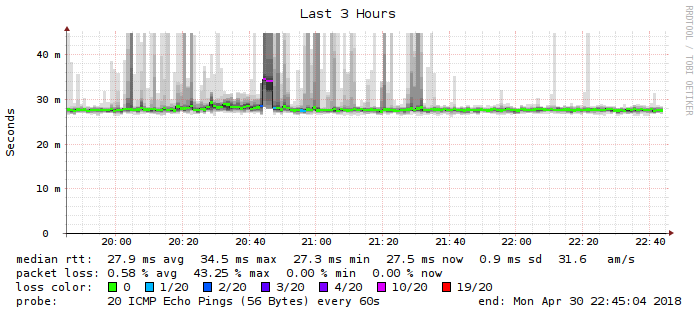 Last 3 Hours
RRDTOOL / TOBI OETIKER
Seconds
40 m
30 m
20 m
10 m
0
20:00 20:20 20:40 21:00 21:20 21:40 22:00 22:20 22:40
median rtt: 27.9 ms avg 34.5 ms max 27.3 ms min 27.5 ms now 0.9 ms sd 31.6 am/s
packet loss: 0.58 % avg 43.25 % max 0.00 % min 0.00 % now
loss color: 0 1/20 2/20 3/20 4/20 10/20 19/20
probe: 20 ICMP Echo Pings (56 Bytes) every 60s end: Mon Apr 30 22:45:04 2018